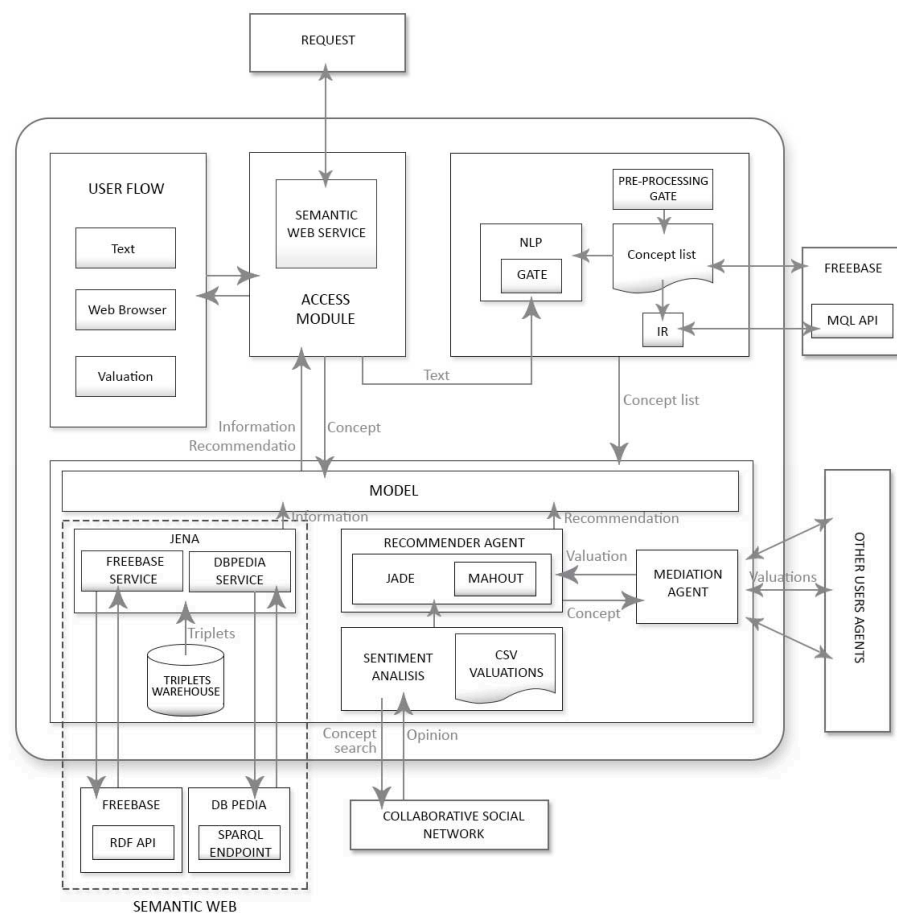 REQUEST
USER FLOW
Text
Web Browser
Valuation
SEMANTIC
WEB SERVICE
ACCESS
MODULE
PRE-PROCESSING
GATE
NLP
GATE
Concept list
IR
FREEBASE
MQL API
Text
Information
Recommendatio
Concept
Concept list
MODEL
Information
Recommendation
JENA
FREEBASE
SERVICE
DBPEDIA
SERVICE
Triplets
TRIPLETS
WAREHOUSE
RECOMMENDER AGENT
JADE
MAHOUT
Valuation
Concept
MEDIATION
AGENT
Valuations
OTHER USERS AGENTS
SENTIMENT
ANALISIS
CSV
VALUATIONS
Concept
search
Opinion
FREEBASE
RDF API
DB PEDIA
SPARQL
ENDPOINT
COLLABORATIVE SOCIAL
NETWORK
SEMANTIC WEB